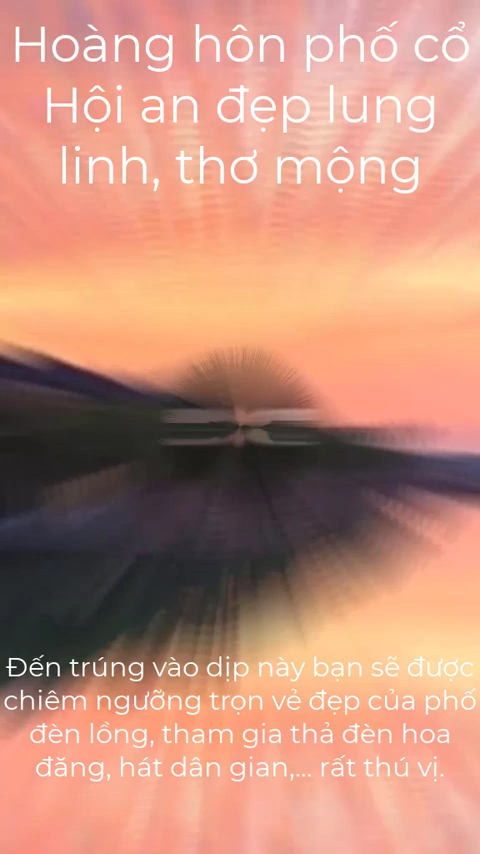 Hoàng hôn phố cổ
Hội an đẹp lung
linh, thơ mộng
Đến trúng vào dịp này bạn sẽ được
chiêm ngưỡng trọn vẻ đẹp của phố
đèn lồng, tham gia thả đèn hoa
đăng, hát dân gian,... rất thú vị.